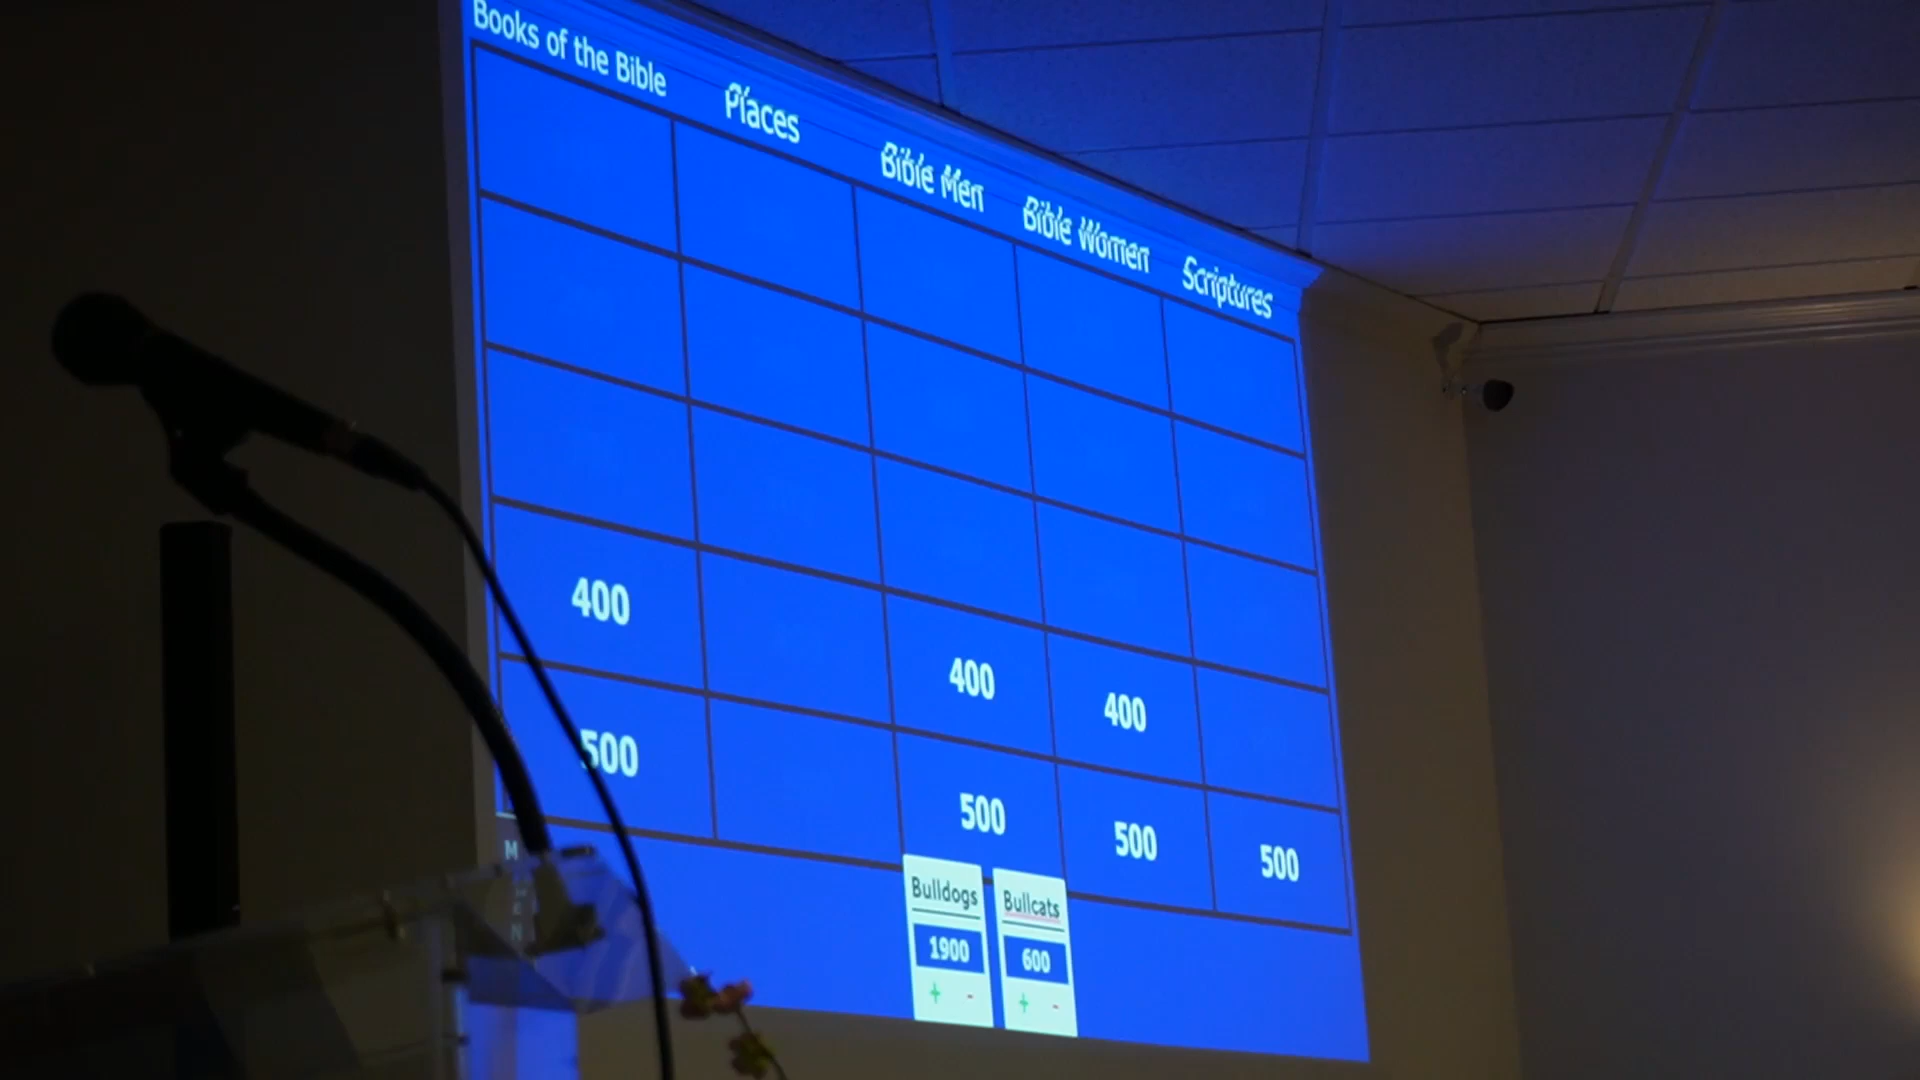 Books of the Bible
Places
Bible Men
Bible Women
Scriptures
400
400
400
500
500
500
500
Bulldogs
Bullcats
1900
600
+ -
+ -